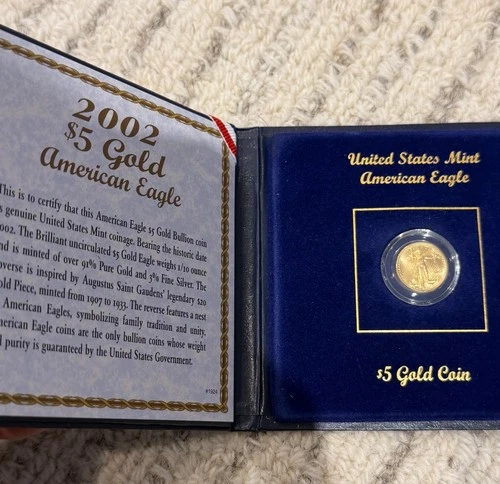 2002
$5 Gold
American Eagle
This is to certify that this American Eagle $5 Gold Bullion coin
genuine United States Mint coinage. Bearing the historic date
002. The Brilliant uncirculated $5 Gold Eagle weighs 1/10 ounce
nd is minted of over 91% Pure Gold and 3% Fine Silver. The
verse is inspired by Augustus Saint Gaudens' legendary $20
old Piece, minted from 1907 to 1933. The reverse features a nest
American Eagles, symbolizing family tradition and unity.
merican Eagle coins are the only bullion coins whose weight
d purity is guaranteed by the United States Government.
United States Mint
American Eagle
$5 Gold Coin